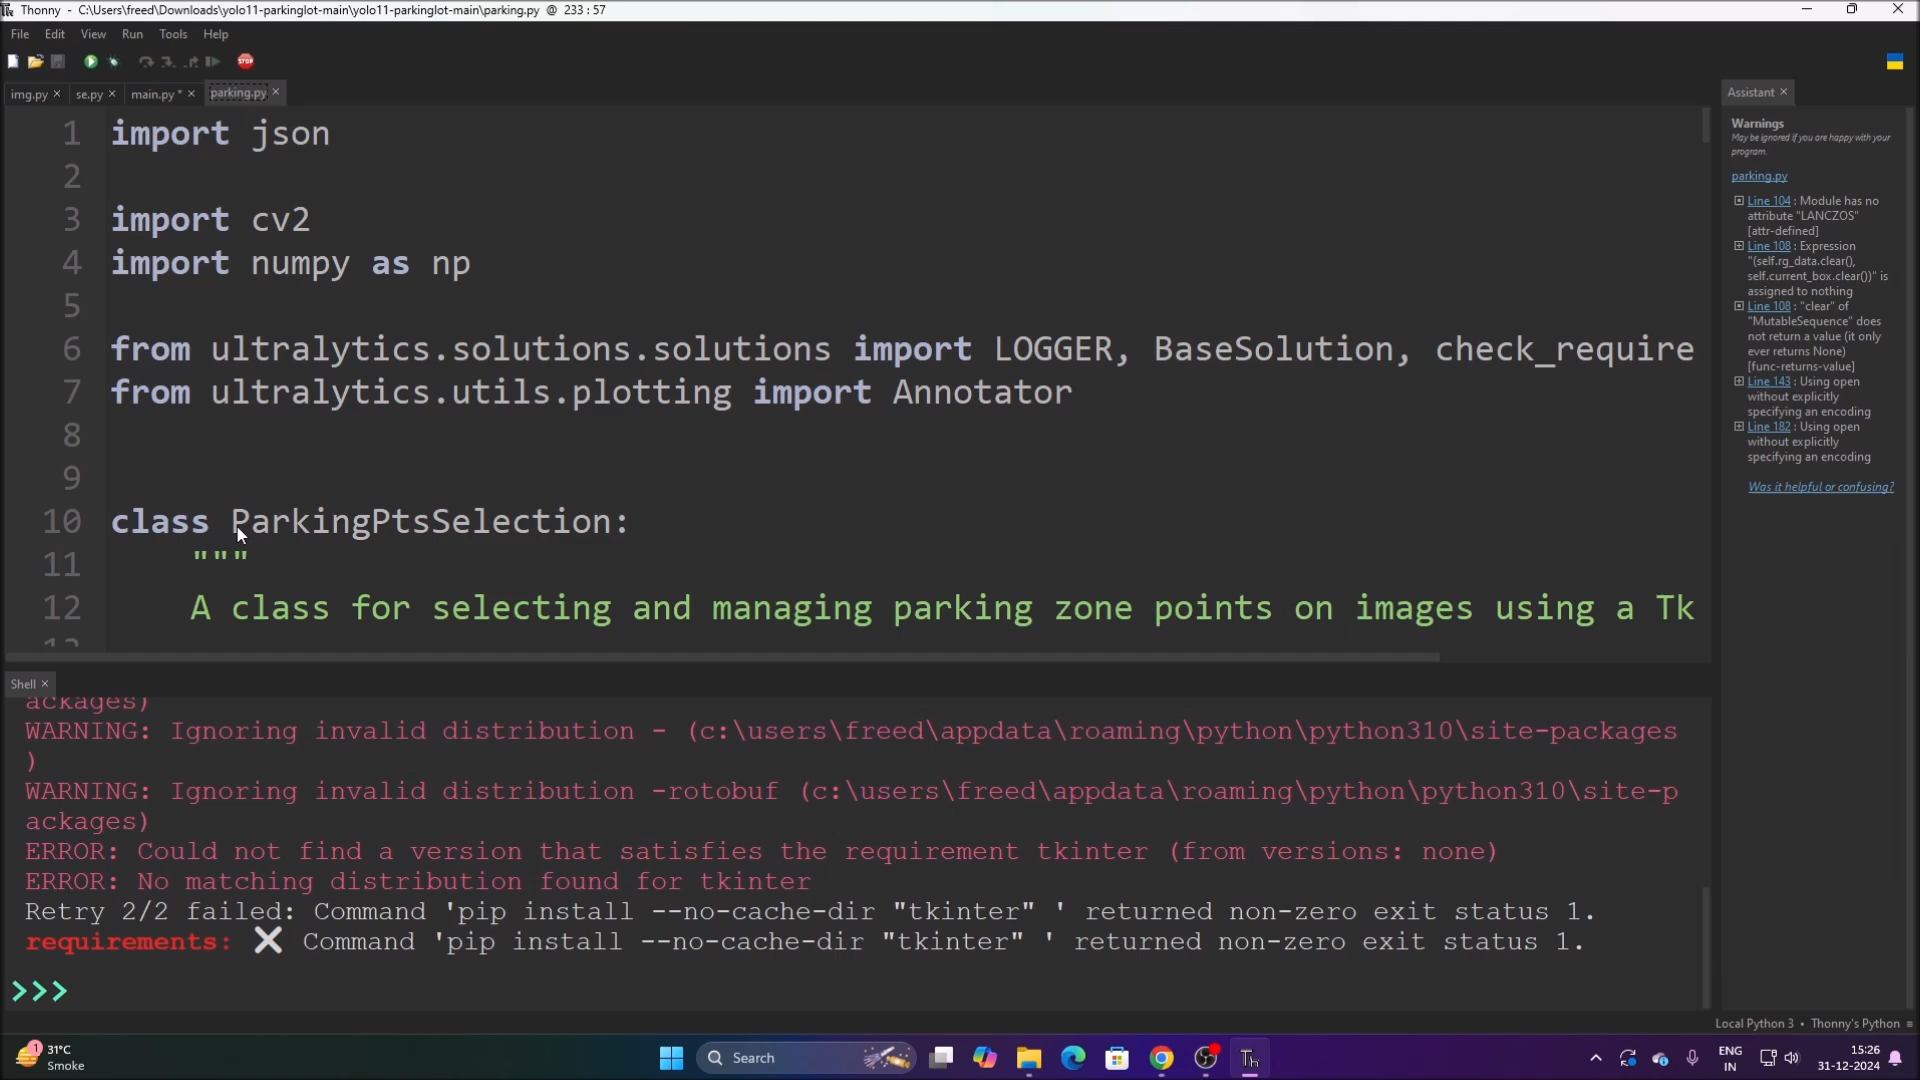 Thonny - C:\Users\freed\Downloads\yolo11-parkinglot-main\yolo11-parkinglot-main\parking.py @ 233 : 57
File Edit View Run Tools Help
STOP
img.py × se.py × main.py * × parking.py ×
1 import json
2
3 import cv2
4 import numpy as np
5
6 from ultralytics.solutions.solutions import LOGGER, BaseSolution, check_require
7 from ultralytics.utils.plotting import Annotator
8
9
10 class ParkingPtsSelection:
11 """
12 A class for selecting and managing parking zone points on images using a Tk
13
Assistant ×
Warnings
May be ignored if you are happy with your
program.
parking.py
Line 104 : Module has no
attribute "LANCZOS"
[attr-defined]
Line 108 : Expression
"(self.rg_data.clear(),
self.current_box.clear())" is
assigned to nothing
Line 108 : "clear" of
"MutableSequence" does
not return a value (it only
ever returns None)
[func-returns-value]
Line 143 : Using open
without explicitly
specifying an encoding
Line 182 : Using open
without explicitly
specifying an encoding
Was it helpful or confusing?
Shell ×
ackages)
WARNING: Ignoring invalid distribution - (c:\users\freed\appdata\roaming\python\python310\site-packages
)
WARNING: Ignoring invalid distribution -rotobuf (c:\users\freed\appdata\roaming\python\python310\site-p
ackages)
ERROR: Could not find a version that satisfies the requirement tkinter (from versions: none)
ERROR: No matching distribution found for tkinter
Retry 2/2 failed: Command 'pip install --no-cache-dir "tkinter" ' returned non-zero exit status 1.
requirements: ❌ Command 'pip install --no-cache-dir "tkinter" ' returned non-zero exit status 1.
>>>
Local Python 3 • Thonny's Python ≡
1
31°C
Smoke
Search
Th
ENG
IN
15:26
31-12-2024